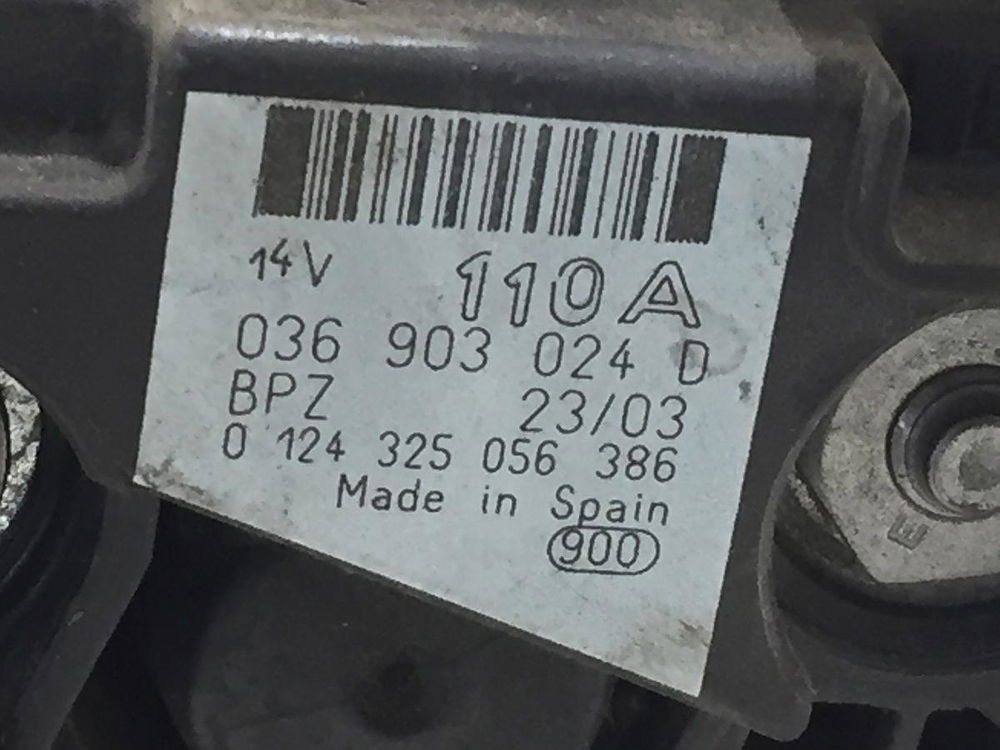 14V 110A
036 903 024 D
BPZ 23/03
0 124 325 056 386
Made in Spain
900
E